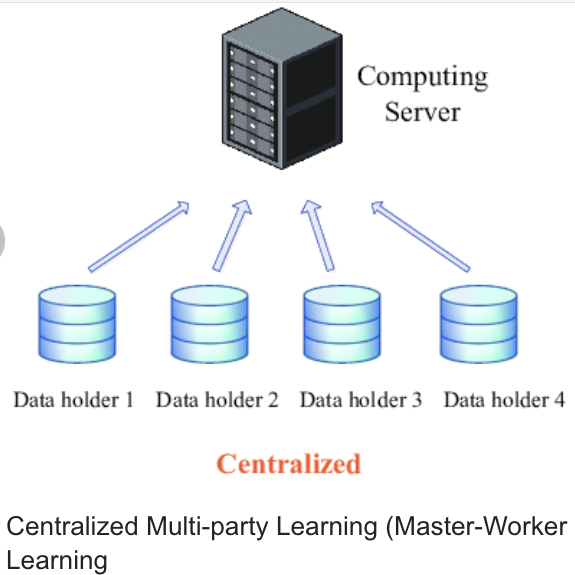 Computing
Server
Data holder 1 Data holder 2 Data holder 3 Data holder 4
Centralized
Centralized Multi-party Learning (Master-Worker
Learning